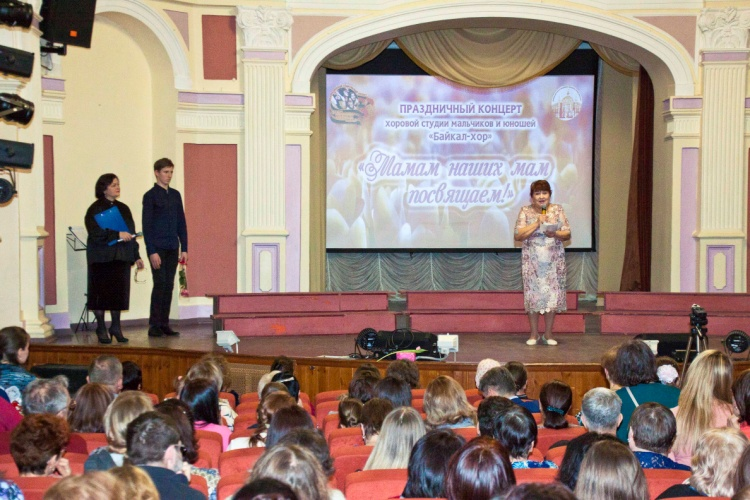 ПРАЗДНИЧНЫЙ КОНЦЕРТ
хоровой студии мальчиков и юношей
«Байкал-хор»
«Мамам наших мам
посвящаем!»